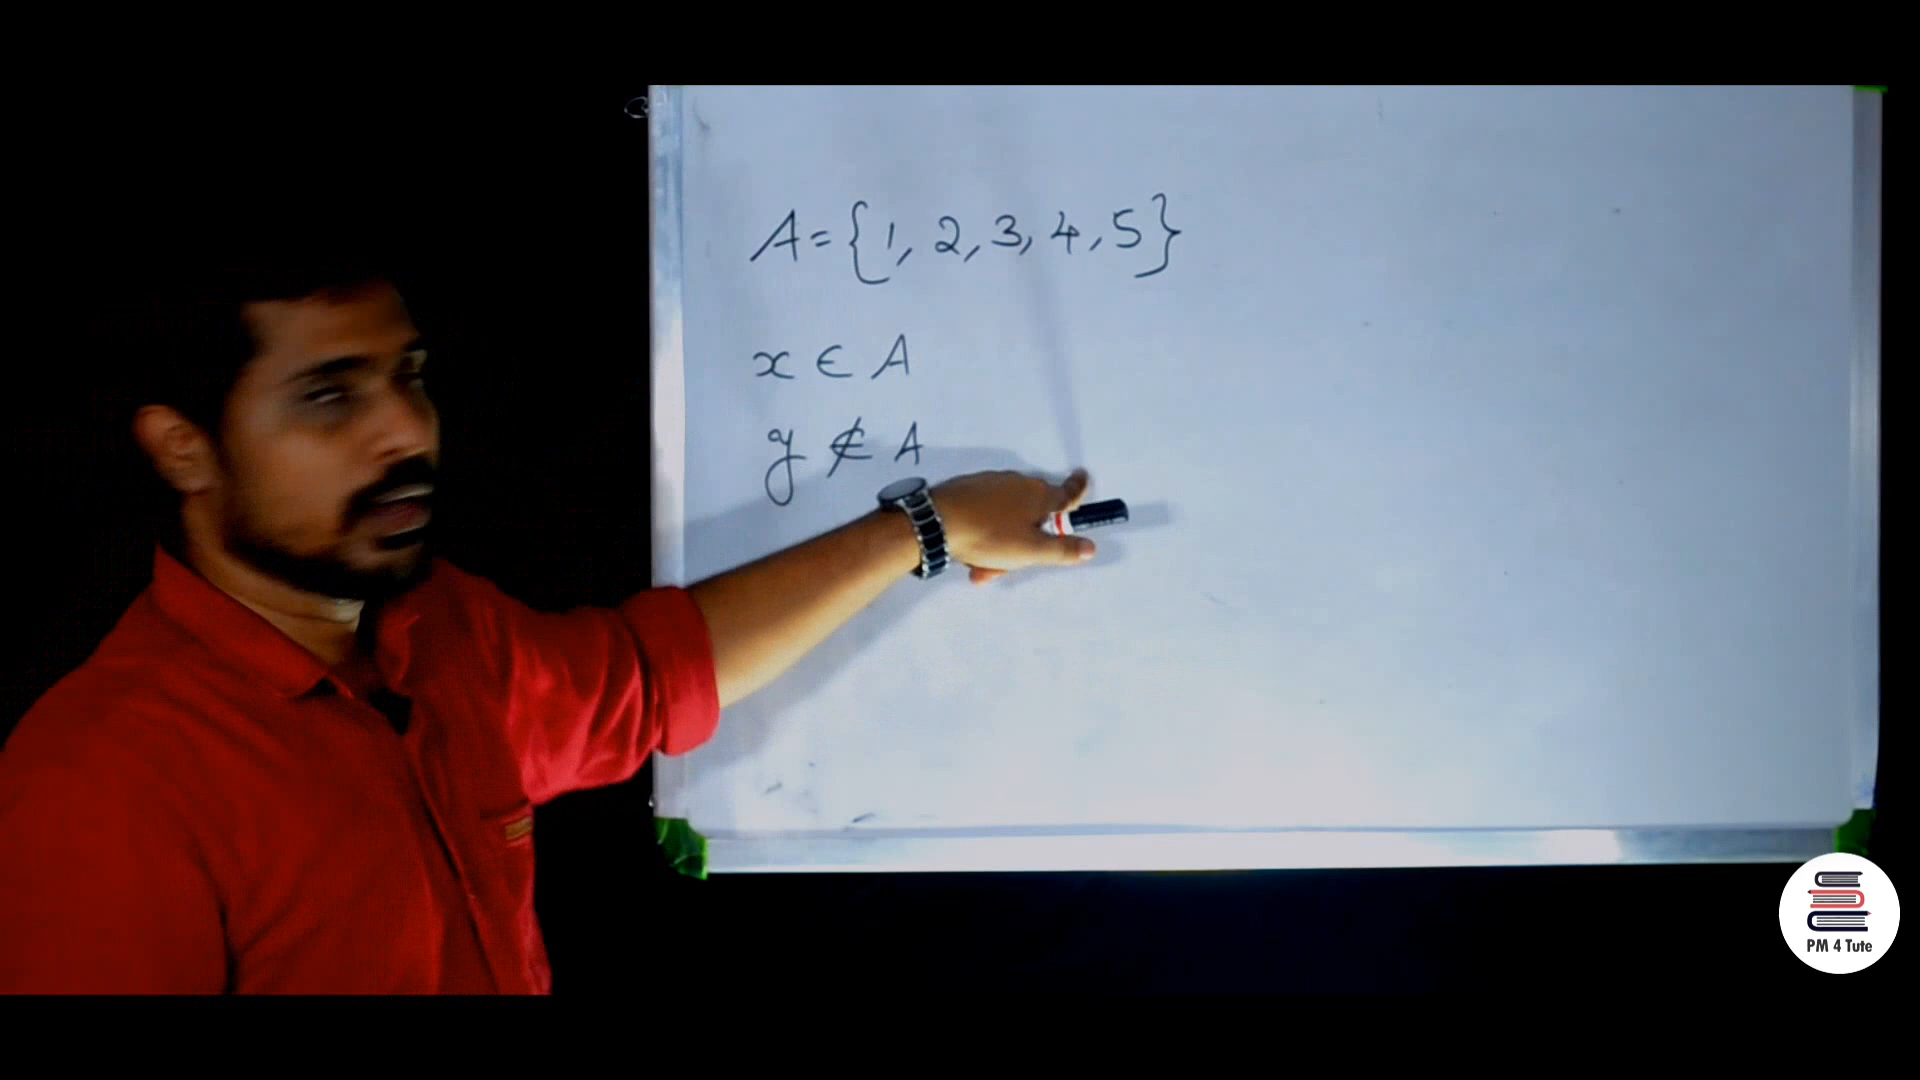 A = {1, 2, 3, 4, 5}
x ∈ A
y ∉ A
PM 4 Tute